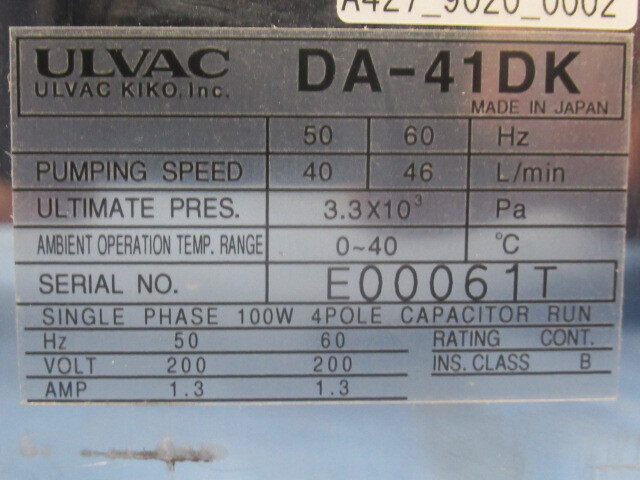 A427_9020_0002
ULVAC DA-41DK
ULVAC KIKO. Inc.
MADE IN JAPAN
50 60 Hz
PUMPING SPEED 40 46 L/min
ULTIMATE PRES. 3.3X10³ Pa
AMBIENT OPERATION TEMP. RANGE 0~40 °C
SERIAL NO. E00061T
SINGLE PHASE 100W 4POLE CAPACITOR RUN
Hz 50 60 RATING CONT.
VOLT 200 200 INS. CLASS B
AMP 1.3 1.3